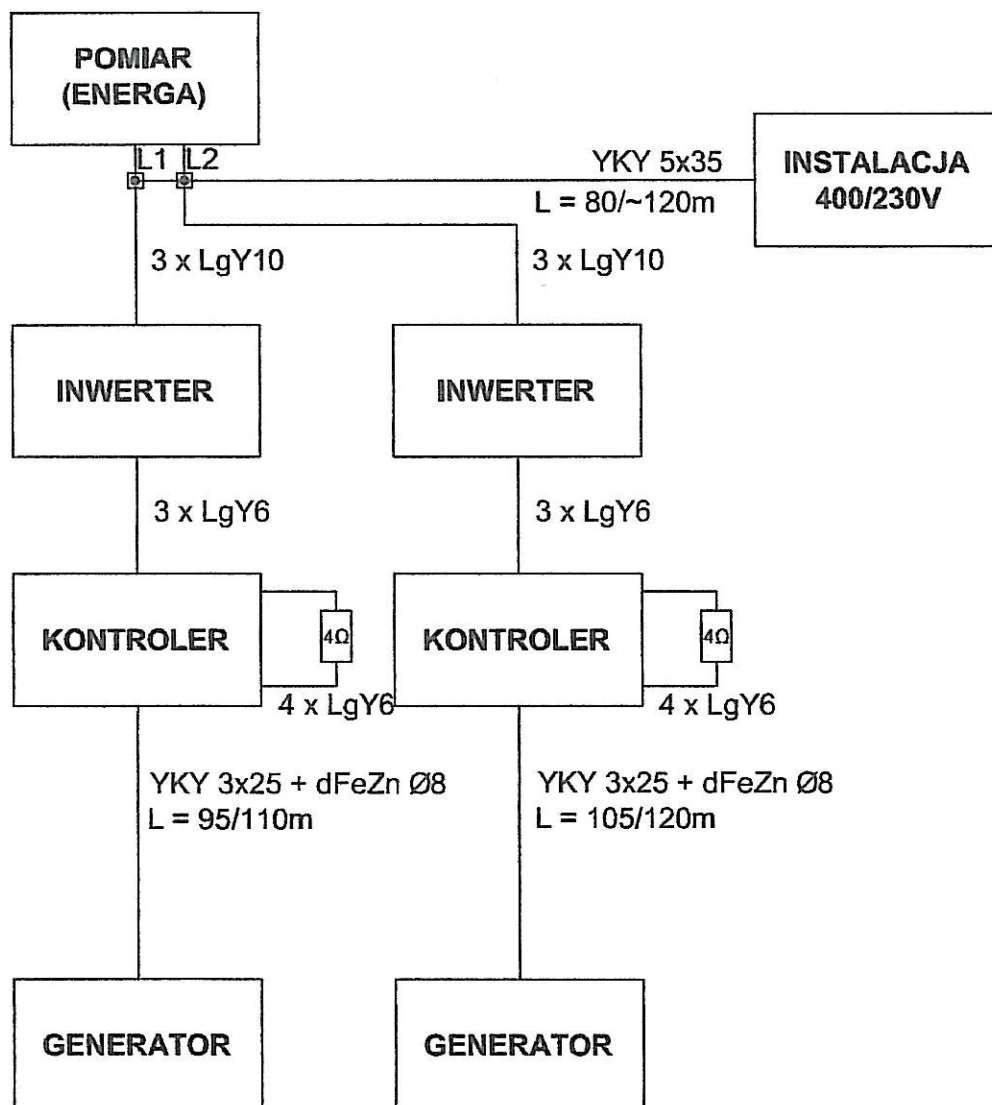 POMIAR
(ENERGA)
L1
L2
YKY 5x35
L = 80/~120m
INSTALACJA
400/230V
3 x LgY10
3 x LgY10
INWERTER
INWERTER
3 x LgY6
3 x LgY6
KONTROLER
4Ω
KONTROLER
4Ω
4 x LgY6
4 x LgY6
YKY 3x25 + dFeZn Ø8
L = 95/110m
YKY 3x25 + dFeZn Ø8
L = 105/120m
GENERATOR
GENERATOR